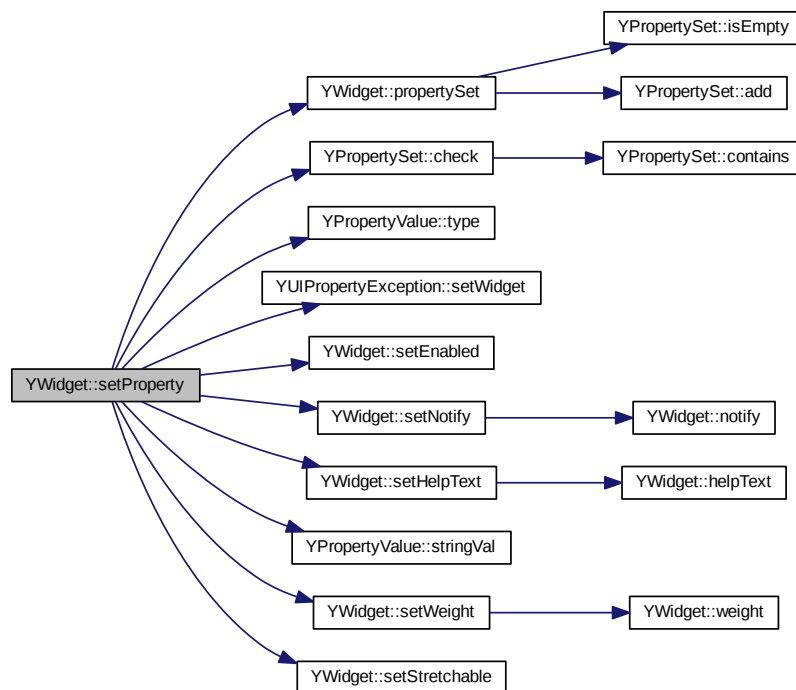 YPropertySet::isEmpty
YWidget::propertySet
YPropertySet::add
YPropertySet::check
YPropertySet::contains
YPropertyValue::type
YUIPropertyException::setWidget
YWidget::setEnabled
YWidget::setProperty
YWidget::setNotify
YWidget::notify
YWidget::setHelpText
YWidget::helpText
YPropertyValue::stringVal
YWidget::setWeight
YWidget::weight
YWidget::setStretchable